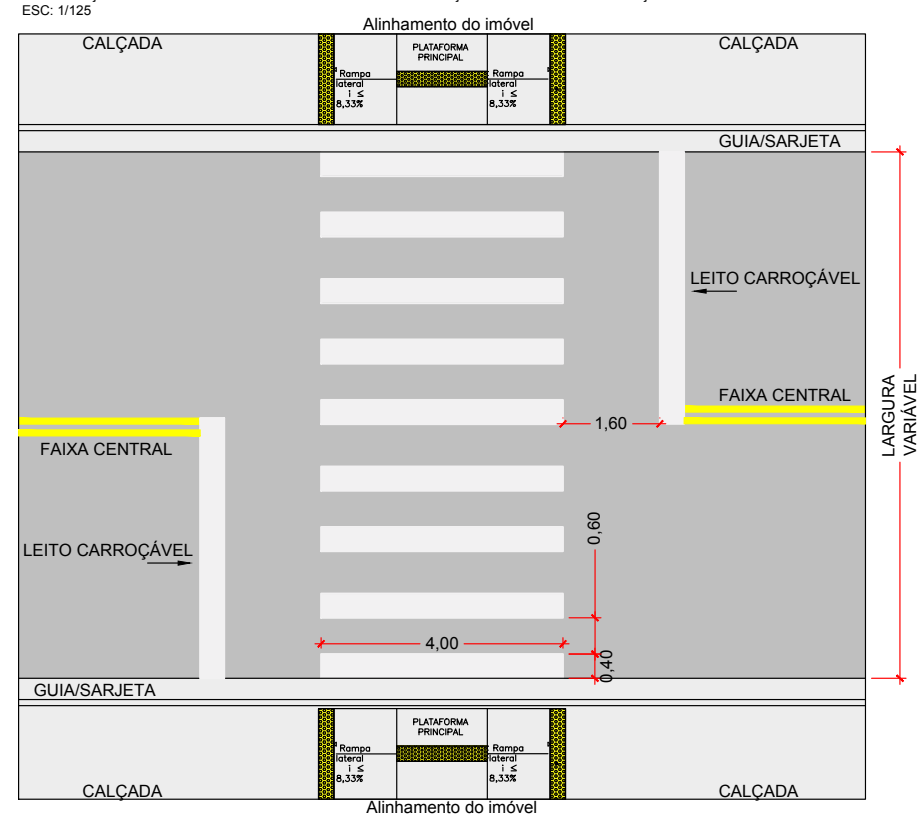 ESC: 1/125
Alinhamento do imóvel
CALÇADA
PLATAFORMA
PRINCIPAL
CALÇADA
Rampa
lateral
i ≤
8,33%
Rampa
lateral
i ≤
8,33%
GUIA/SARJETA
LEITO CARROÇÁVEL
FAIXA CENTRAL
LARGURA
VARIÁVEL
1,60
FAIXA CENTRAL
0,60
LEITO CARROÇÁVEL
4,00
0,40
GUIA/SARJETA
PLATAFORMA
PRINCIPAL
Rampa
lateral
i ≤
8,33%
Rampa
lateral
i ≤
8,33%
CALÇADA
CALÇADA
Alinhamento do imóvel